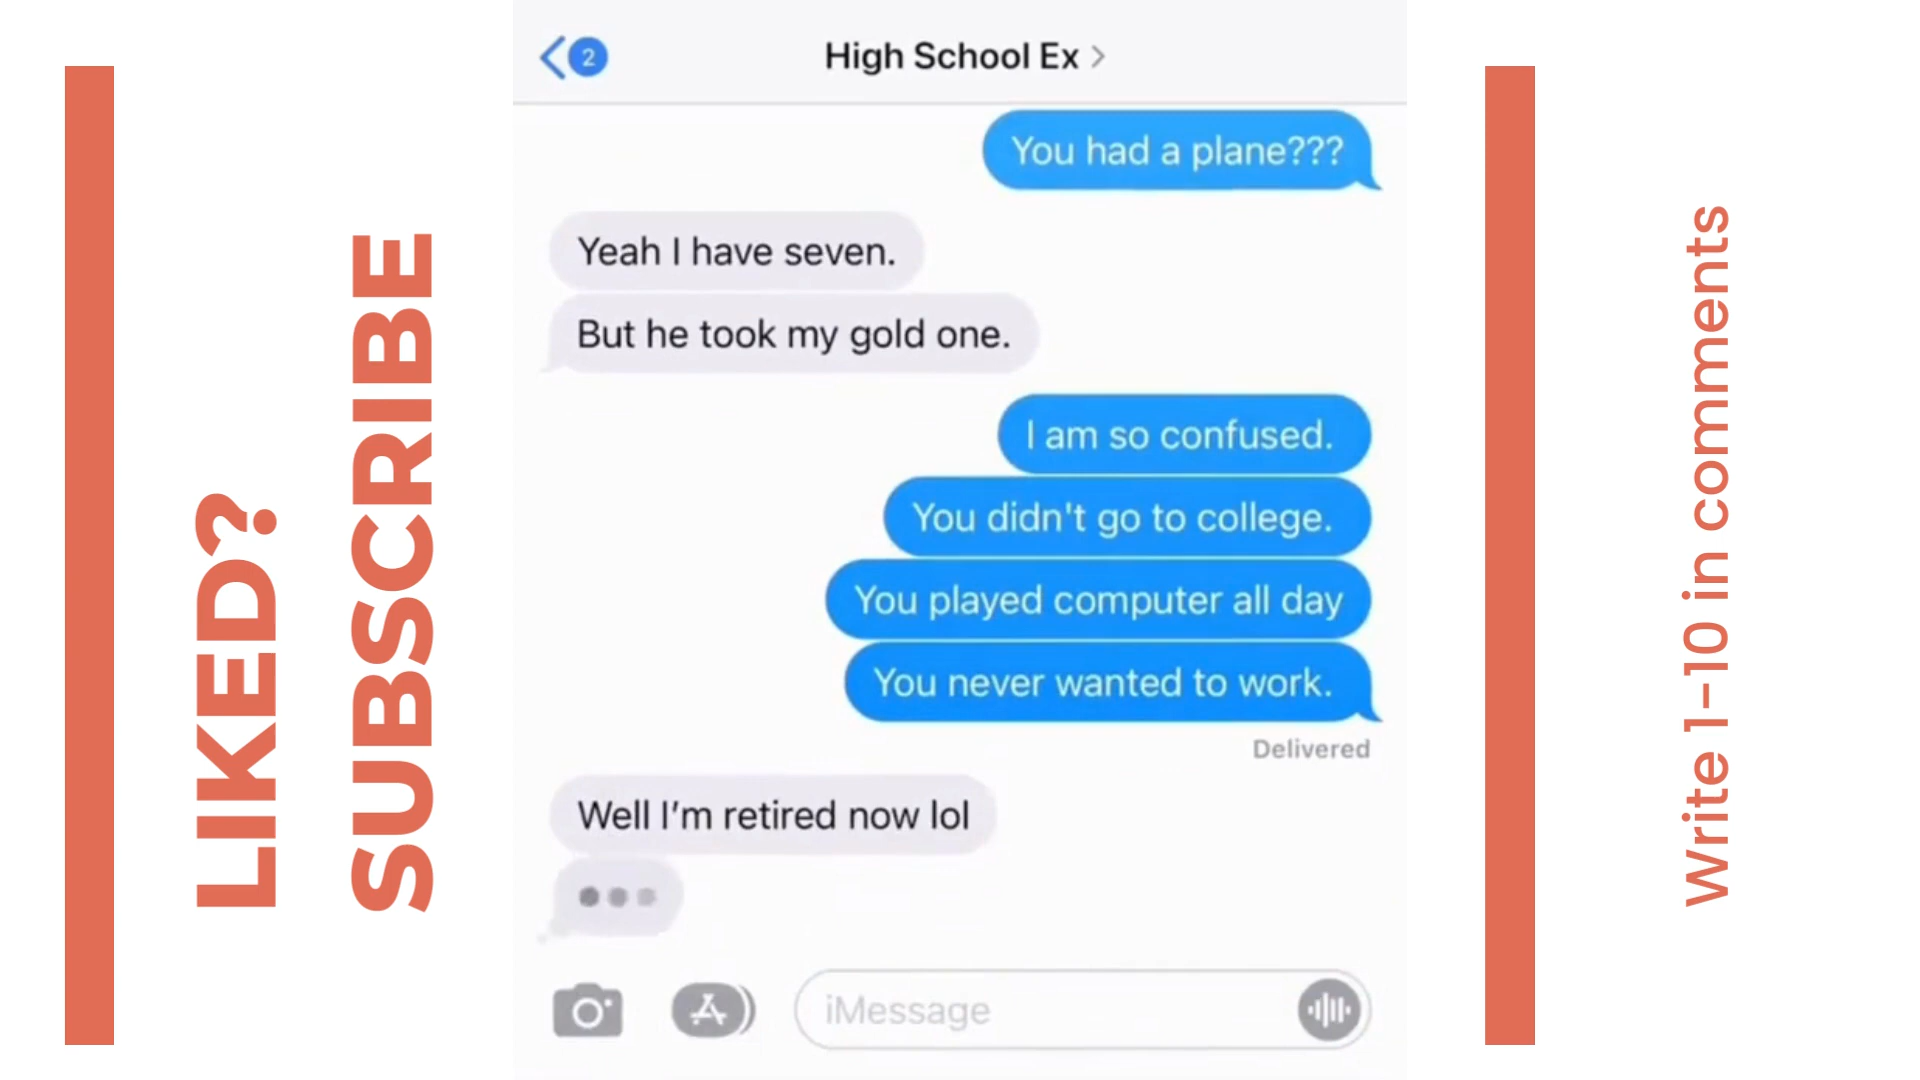 LIKED?
SUBSCRIBE
2
High School Ex
You had a plane???
Yeah I have seven.
But he took my gold one.
I am so confused.
You didn't go to college.
You played computer all day
You never wanted to work.
Delivered
Well I’m retired now lol
iMessage
Write 1-10 in comments